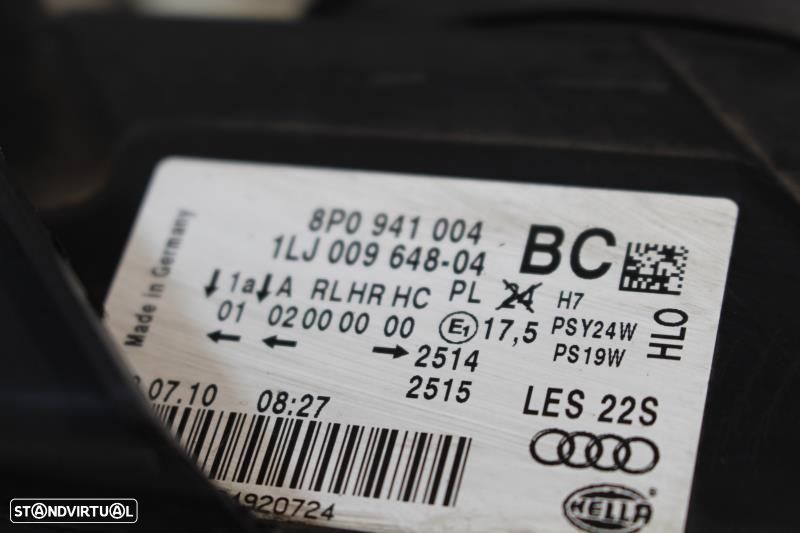 Made in Germany
8P0 941 004 BC
1LJ 009 648-04
↓1a↓A RLHR HC PL 24 H7
01 02 00 00 00 E1 17,5 PSY24W
← ← → 2514 PS19W
2515
HLO
07.10 08:27
LES 22S
4920724
HELLA
STANDVIRTUAL